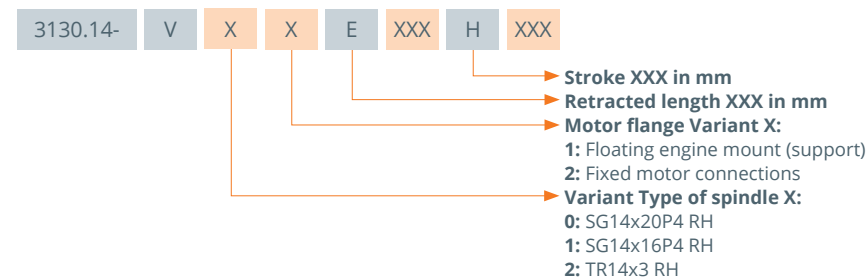 3130.14- V X X E XXX H XXX
Stroke XXX in mm
Retracted length XXX in mm
Motor flange Variant X:
1: Floating engine mount (support)
2: Fixed motor connections
Variant Type of spindle X:
0: SG14x20P4 RH
1: SG14x16P4 RH
2: TR14x3 RH